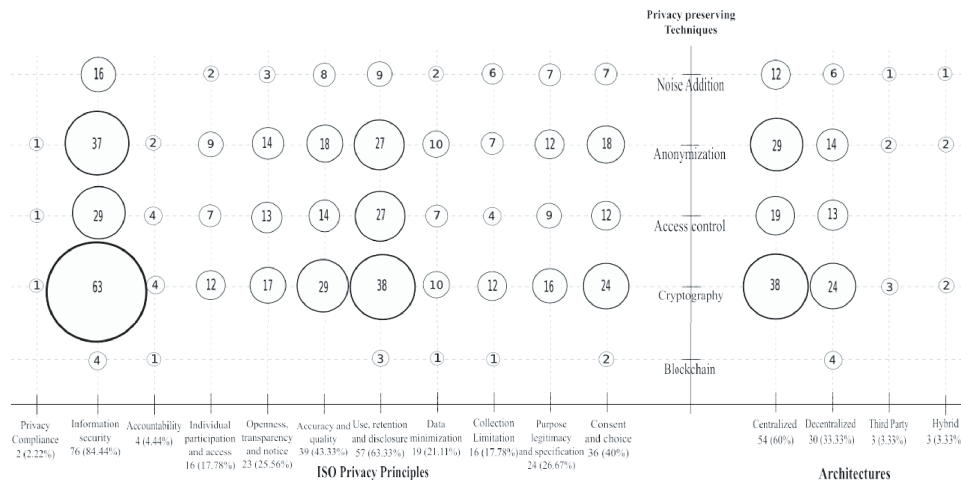 Privacy preserving
Techniques
16 2 3 8 9 2 6 7 7 Noise Addition 12 6 1 1
1 37 2 9 14 18 27 10 7 12 18 Anonymization 29 14 2 2
1 29 4 7 13 14 27 7 4 9 12 Access control 19 13
1 63 4 12 17 29 38 10 12 16 24 Cryptography 38 24 3 2
4 1 3 1 1 2 Blockchain 4
Privacy
Compliance
2 (2.22%)
Information
security
76 (84.44%)
Accountability
4 (4.44%)
Individual
participation
and access
16 (17.78%)
Openness,
transparency
and notice
23 (25.56%)
Accuracy and
quality
39 (43.33%)
Use, retention
and disclosure
57 (63.33%)
Data
minimization
19 (21.11%)
Collection
Limitation
16 (17.78%)
Purpose
legitimacy
and specification
24 (26.67%)
Consent
and choice
36 (40%)
ISO Privacy Principles
Centralized
54 (60%)
Decentralized
30 (33.33%)
Third Party
3 (3.33%)
Hybrid
3 (3.33%)
Architectures